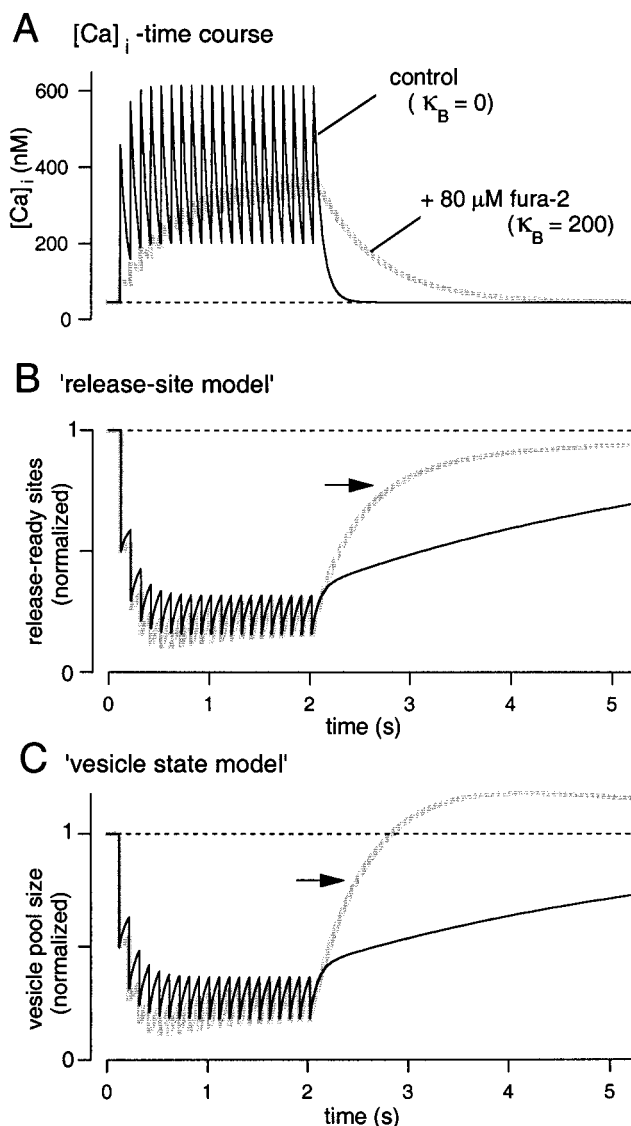 A [Ca] i -time course
600
400
200
0
[Ca]i (nM)
control
( κB = 0)
+ 80 µM fura-2
(κB = 200)
B 'release-site model'
1
0
release-ready sites
(normalized)
0 1 2 3 4 5
time (s)
C 'vesicle state model'
1
0
vesicle pool size
(normalized)
0 1 2 3 4 5
time (s)